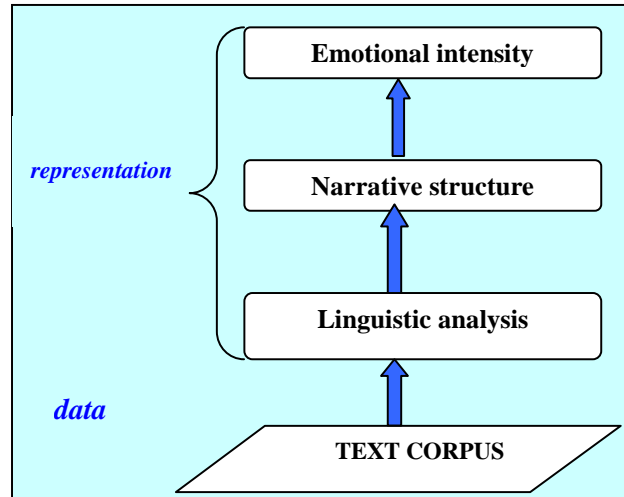 Emotional intensity
representation
Narrative structure
Linguistic analysis
data
TEXT CORPUS